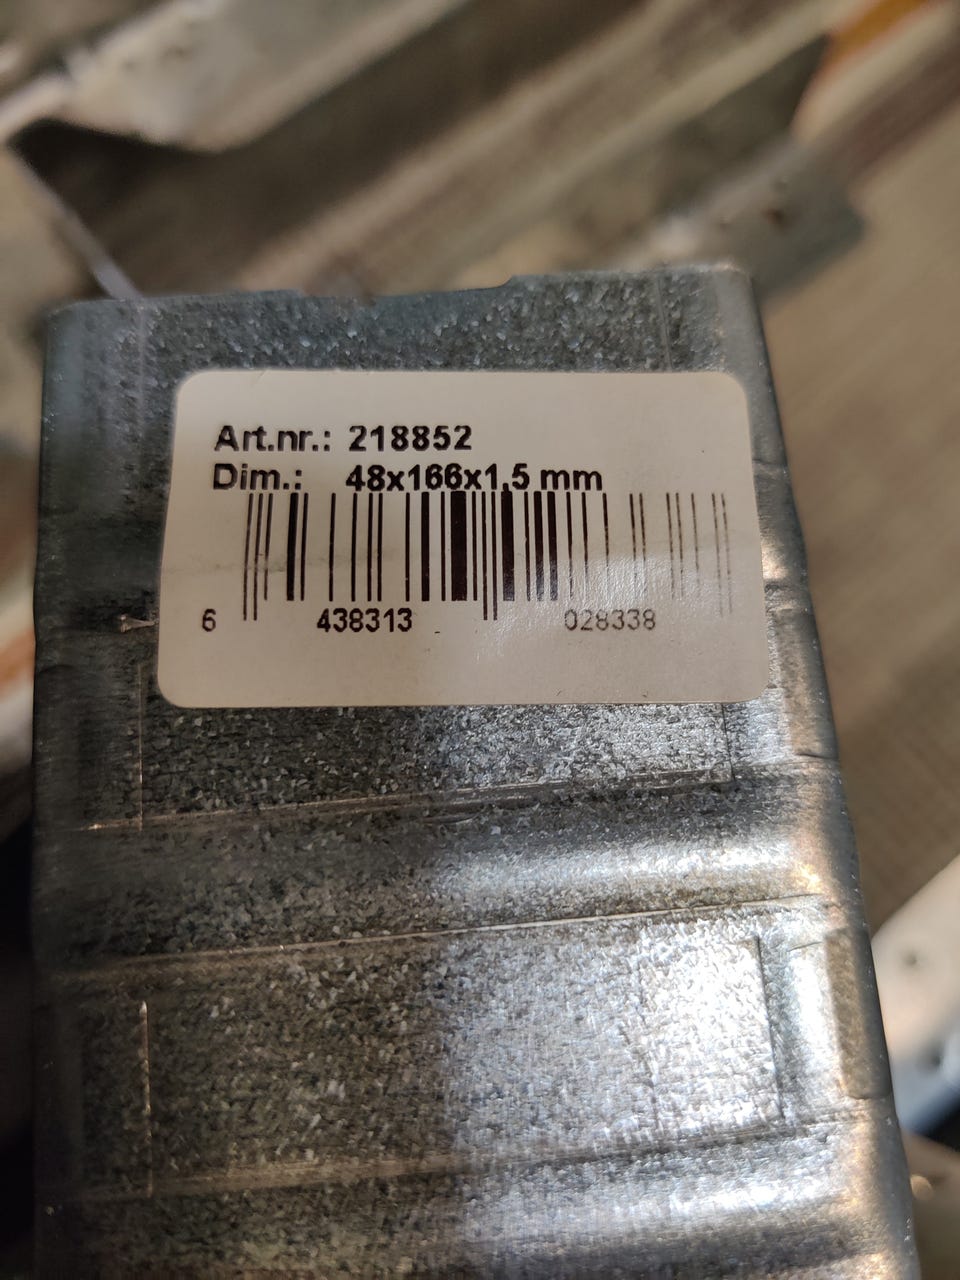 Art.nr.: 218852
Dim.: 48x166x1,5 mm
6 438313 028338